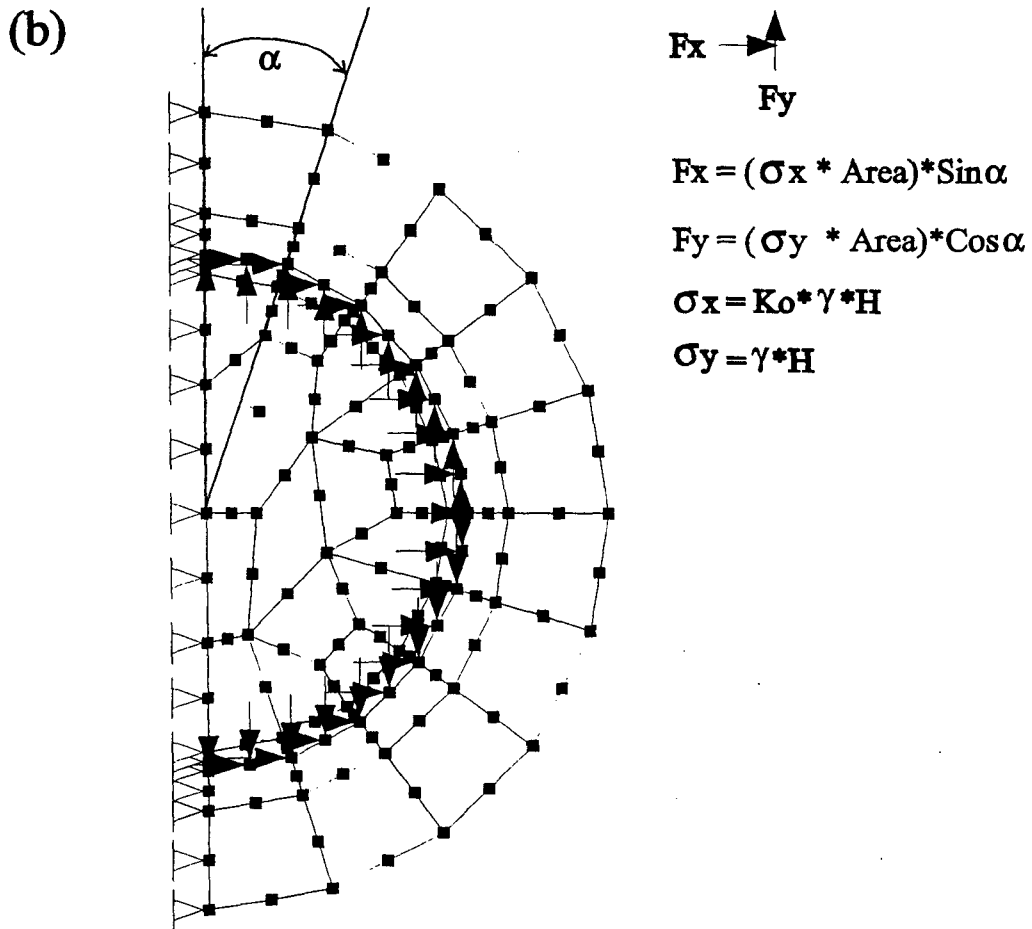 (b)
α
Fx
Fy
Fx = (σx * Area)*Sinα
Fy = (σy * Area)*Cosα
σx = Ko*γ*H
σy = γ*H